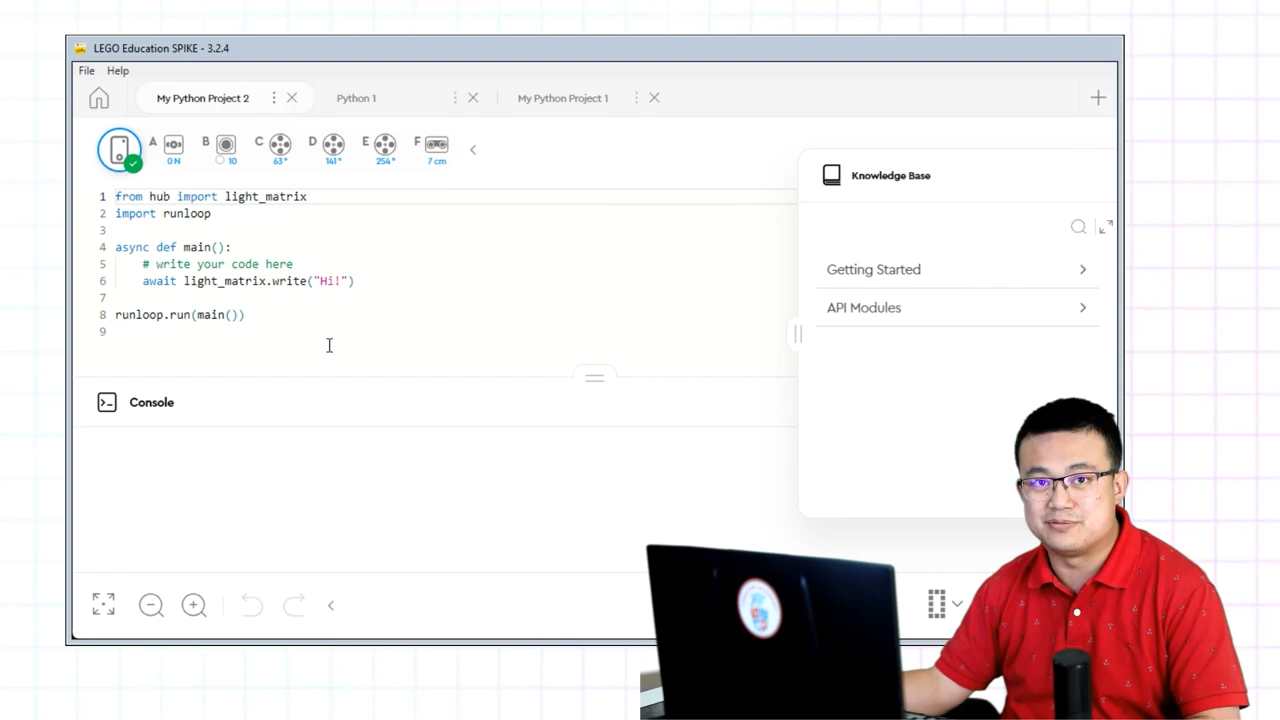 LEGO Education SPIKE - 3.2.4
File Help
My Python Project 2 Python 1 My Python Project 1
A B C D E F
0 N 10 63° 141° 254° 7 cm
Knowledge Base
1 from hub import light_matrix
2 import runloop
3
4 async def main():
5 # write your code here
6 await light_matrix.write("Hi!")
7
8 runloop.run(main())
9
Getting Started
API Modules
Console